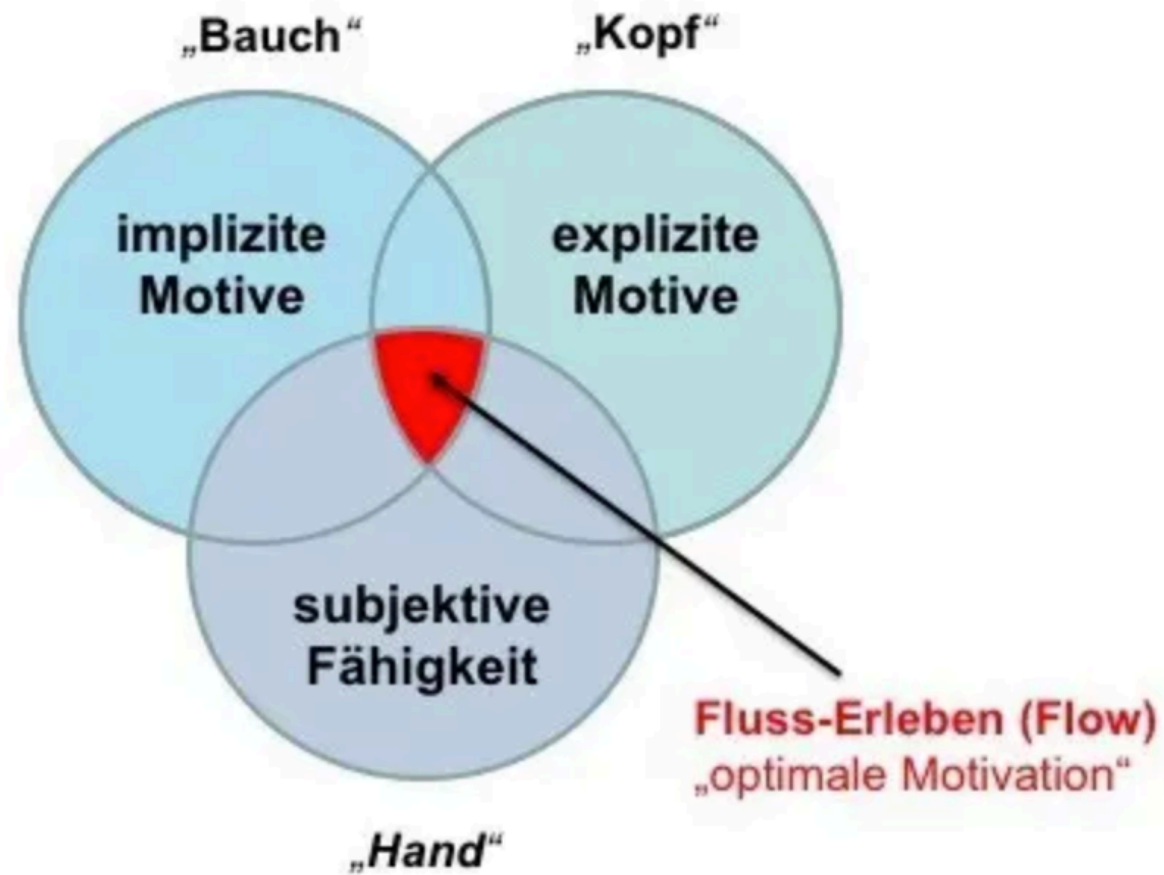 „Bauch“
„Kopf“
implizite
Motive
explizite
Motive
subjektive
Fähigkeit
Fluss-Erleben (Flow)
„optimale Motivation“
„Hand“